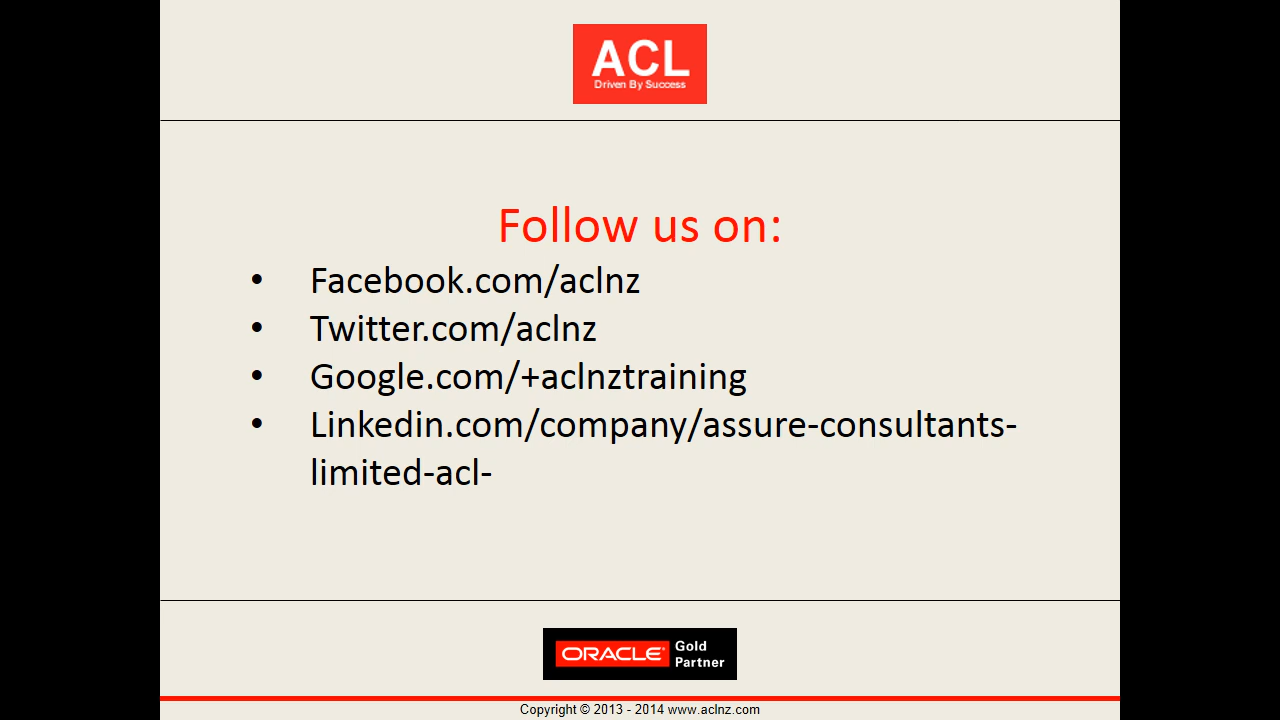 ACL
Driven By Success
Follow us on:
• Facebook.com/aclnz
• Twitter.com/aclnz
• Google.com/+aclnztraining
• Linkedin.com/company/assure-consultants-
limited-acl-
ORACLE® Gold
Partner
Copyright © 2013 - 2014 www.aclnz.com